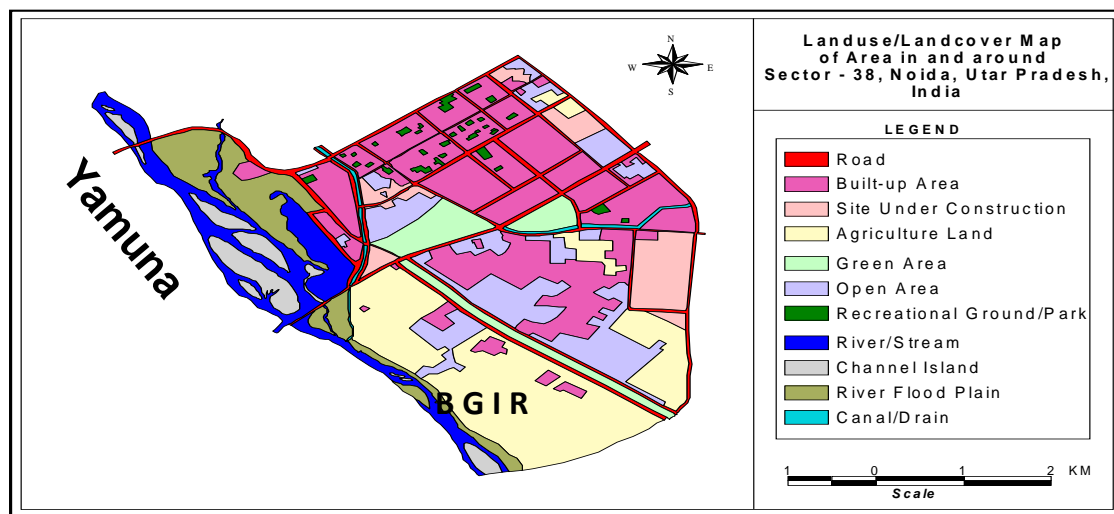 Landuse/Landcover Map
of Area in and around
Sector - 38, Noida, Utar Pradesh,
India
N
W E
S
Yamuna
BGIR
LEGEND
Road
Built-up Area
Site Under Construction
Agriculture Land
Green Area
Open Area
Recreational Ground/Park
River/Stream
Channel Island
River Flood Plain
Canal/Drain
1 0 1 2 KM
Scale